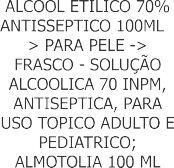 ALCOOL ETILICO 70%
ANTISSEPTICO 100ML
> PARA PELE ->
FRASCO - SOLUÇÃO
ALCOOLICA 70 INPM,
ANTISEPTICA, PARA
USO TOPICO ADULTO E
PEDIATRICO;
ALMOTOLIA 100 ML